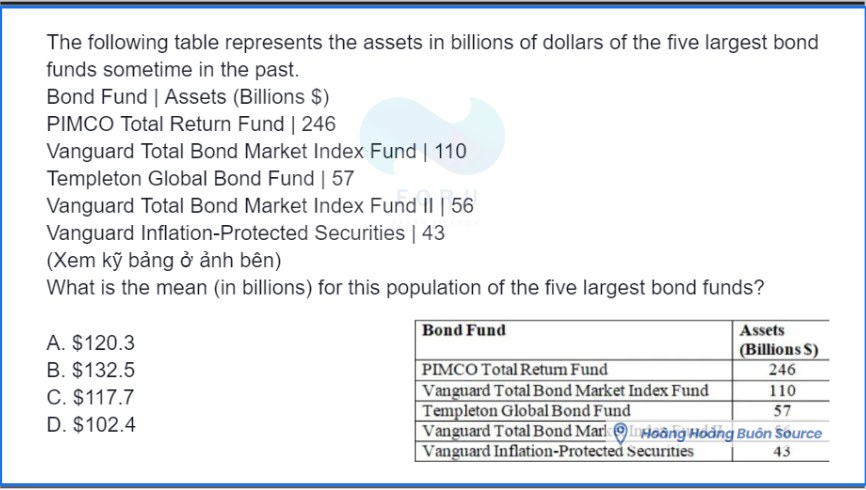 The following table represents the assets in billions of dollars of the five largest bond
funds sometime in the past.
Bond Fund | Assets (Billions $)
PIMCO Total Return Fund | 246
Vanguard Total Bond Market Index Fund | 110
Templeton Global Bond Fund | 57
Vanguard Total Bond Market Index Fund II | 56
Vanguard Inflation-Protected Securities | 43
(Xem kỹ bảng ở ảnh bên)
What is the mean (in billions) for this population of the five largest bond funds?
A. $120.3
B. $132.5
C. $117.7
D. $102.4
Bond Fund Assets
(Billions $)
PIMCO Total Return Fund 246
Vanguard Total Bond Market Index Fund 110
Templeton Global Bond Fund 57
Vanguard Total Bond Mark
Hoàng Hoàng Buôn Source
Vanguard Inflation-Protected Securities 43